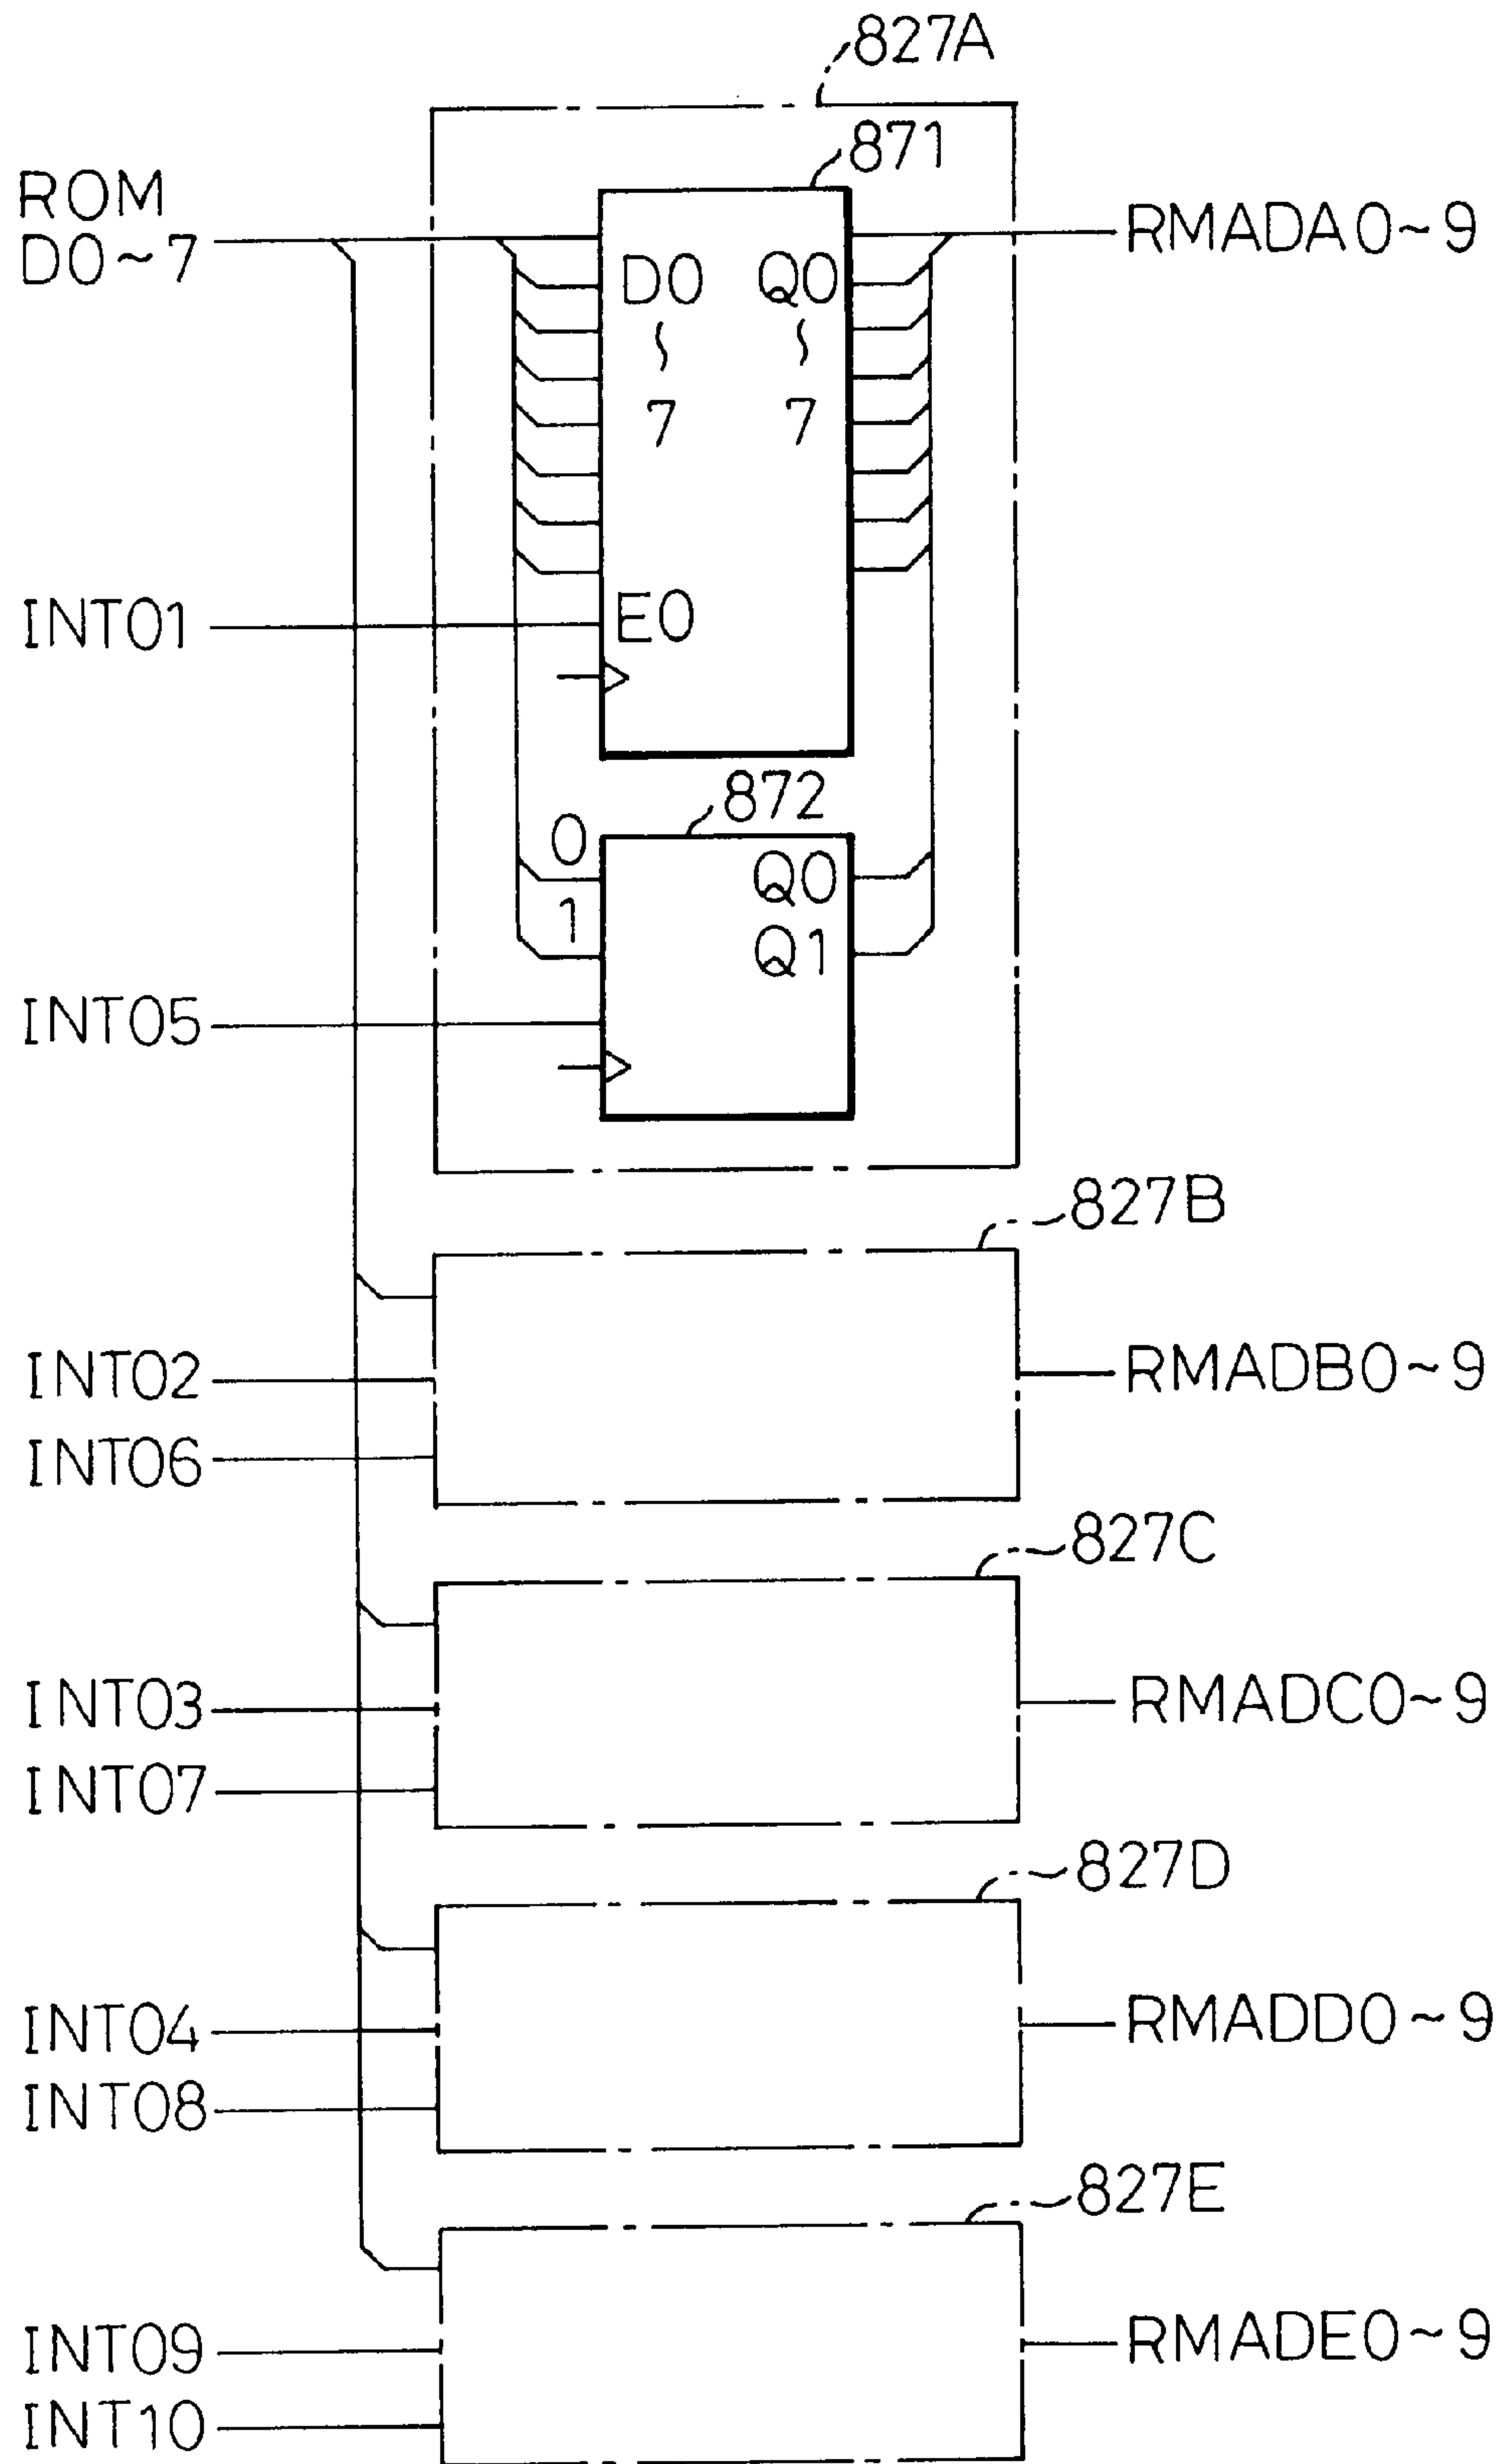 827A
871
ROM
D0~7
RMADA0~9
D0 Q0
~ ~
7 7
INT01
E0
872
0
Q0
1
Q1
INT05
827B
INT02
RMADB0~9
INT06
827C
INT03
RMADC0~9
INT07
827D
INT04
RMADD0~9
INT08
827E
INT09
RMADE0~9
INT10